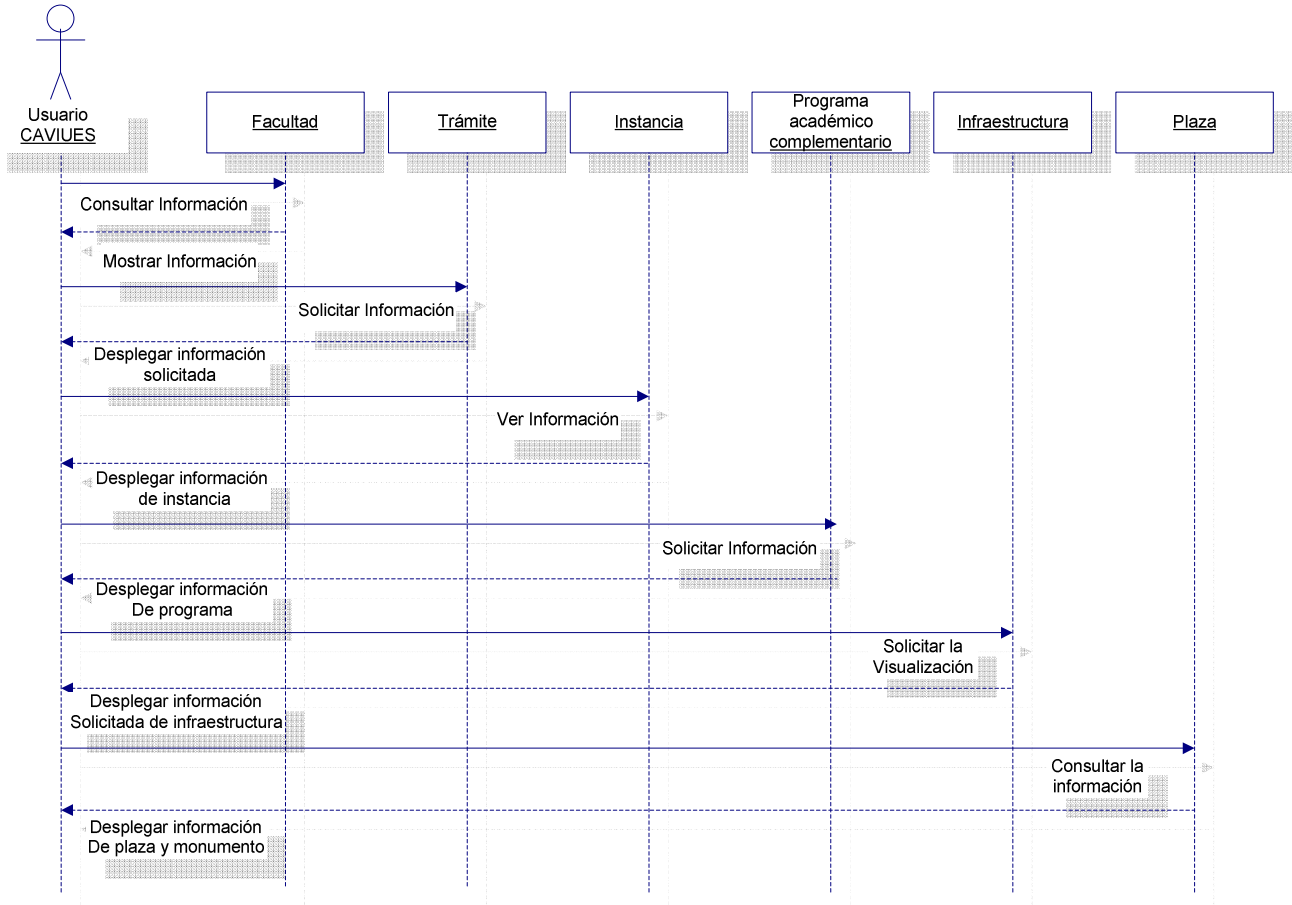 Usuario
CAVIUES
Facultad
Trámite
Instancia
Programa
académico
complementario
Infraestructura
Plaza
Consultar Información
Mostrar Información
Solicitar Información
Desplegar información
solicitada
Ver Información
Desplegar información
de instancia
Solicitar Información
Desplegar información
De programa
Solicitar la
Visualización
Desplegar información
Solicitada de infraestructura
Consultar la
información
Desplegar información
De plaza y monumento